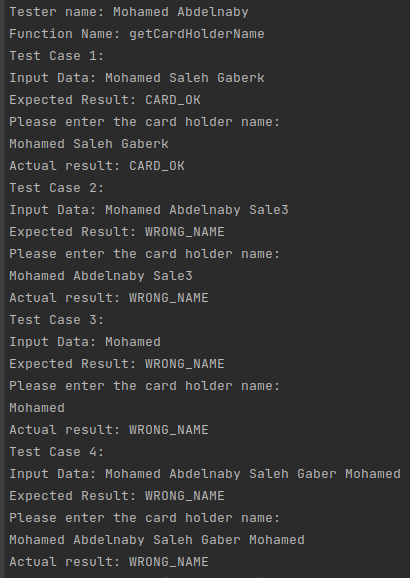 Tester name: Mohamed Abdelnaby
Function Name: getCardHolderName
Test Case 1:
Input Data: Mohamed Saleh Gaberk
Expected Result: CARD_OK
Please enter the card holder name:
Mohamed Saleh Gaberk
Actual result: CARD_OK
Test Case 2:
Input Data: Mohamed Abdelnaby Sale3
Expected Result: WRONG_NAME
Please enter the card holder name:
Mohamed Abdelnaby Sale3
Actual result: WRONG_NAME
Test Case 3:
Input Data: Mohamed
Expected Result: WRONG_NAME
Please enter the card holder name:
Mohamed
Actual result: WRONG_NAME
Test Case 4:
Input Data: Mohamed Abdelnaby Saleh Gaber Mohamed
Expected Result: WRONG_NAME
Please enter the card holder name:
Mohamed Abdelnaby Saleh Gaber Mohamed
Actual result: WRONG_NAME